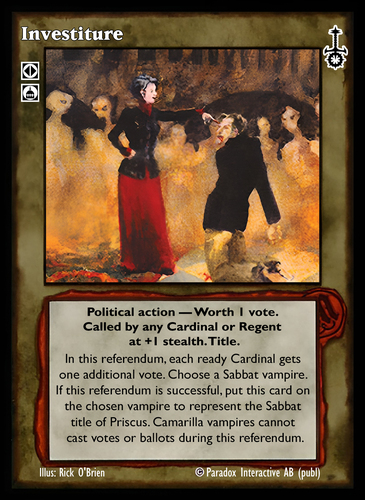 Investiture
Political action — Worth 1 vote.
Called by any Cardinal or Regent
at +1 stealth. Title.
In this referendum, each ready Cardinal gets
one additional vote. Choose a Sabbat vampire.
If this referendum is successful, put this card on
the chosen vampire to represent the Sabbat
title of Priscus. Camarilla vampires cannot
cast votes or ballots during this referendum.
Illus: Rick O'Brien © Paradox Interactive AB (publ)